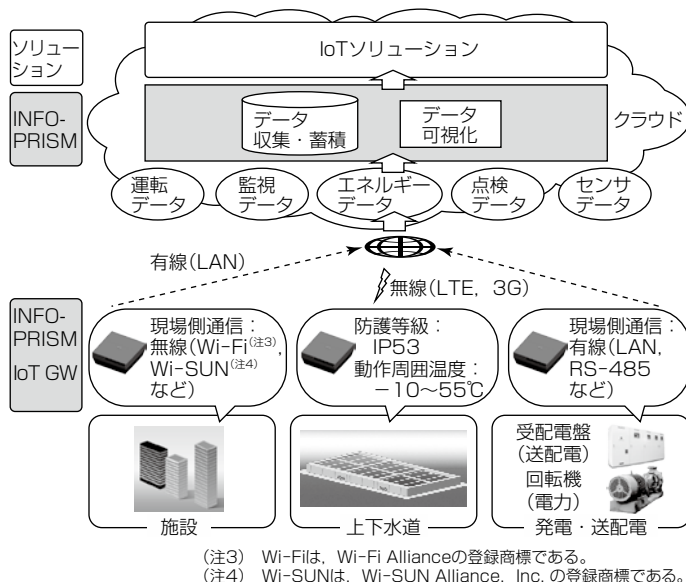 ソリュー
ション
IoTソリューション
INFO-
PRISM
データ
収集・蓄積
データ
可視化
クラウド
運転
データ
監視
データ
エネルギー
データ
点検
データ
センサ
データ
有線(LAN)
無線(LTE，3G)
INFO-
PRISM
IoT GW
現場側通信：
無線(Wi-Fi(注3),
Wi-SUN(注4)
など)
防護等級：
IP53
動作周囲温度：
－10～55℃
現場側通信：
有線(LAN,
RS-485
など)
施設
上下水道
受配電盤
(送配電)
回転機
(電力)
発電・送配電
(注3) Wi-Fiは，Wi-Fi Allianceの登録商標である。
(注4) Wi-SUNは，Wi-SUN Alliance，Inc. の登録商標である。